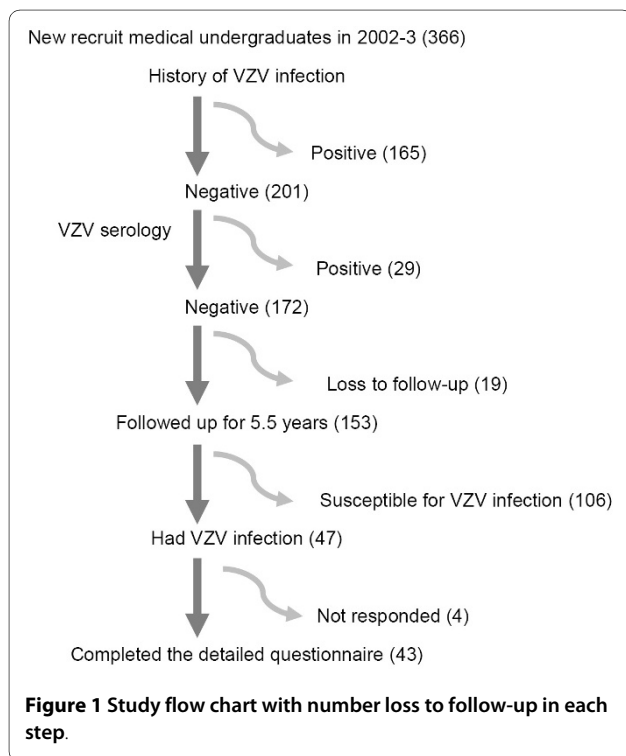 New recruit medical undergraduates in 2002-3 (366)
History of VZV infection
Positive (165)
Negative (201)
VZV serology
Positive (29)
Negative (172)
Loss to follow-up (19)
Followed up for 5.5 years (153)
Susceptible for VZV infection (106)
Had VZV infection (47)
Not responded (4)
Completed the detailed questionnaire (43)
Figure 1 Study flow chart with number loss to follow-up in each
step.